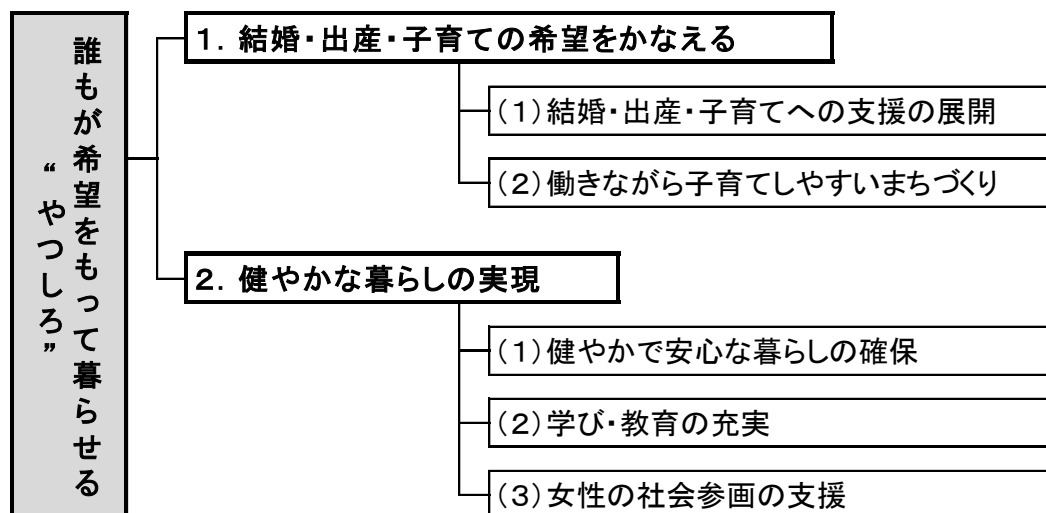 誰もが希望をもって暮らせる
“やつしろ”
１．結婚・出産・子育ての希望をかなえる
（１）結婚・出産・子育てへの支援の展開
（２）働きながら子育てしやすいまちづくり
２．健やかな暮らしの実現
（１）健やかで安心な暮らしの確保
（２）学び・教育の充実
（３）女性の社会参画の支援